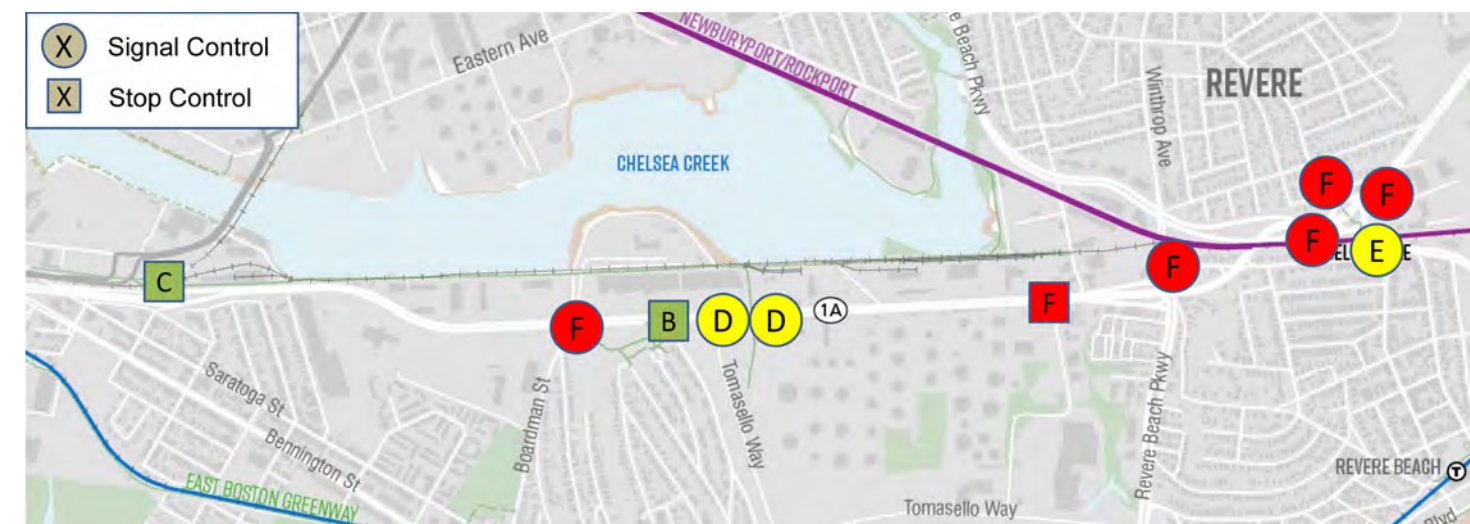 X Signal Control
X Stop Control
Eastern Ave
NEWBURYPORT/ROCKPORT
Beach Pkwy
Winthrop Ave
REVERE
CHELSEA CREEK
F
F
F
E
E
F
C
F
F
B
D
D
1A
Saratoga St
Bennington St
Boardman St
Tomasello Way
Revere Beach Pkwy
REVERE BEACH T
EAST BOSTON GREENWAY
Tomasello Way